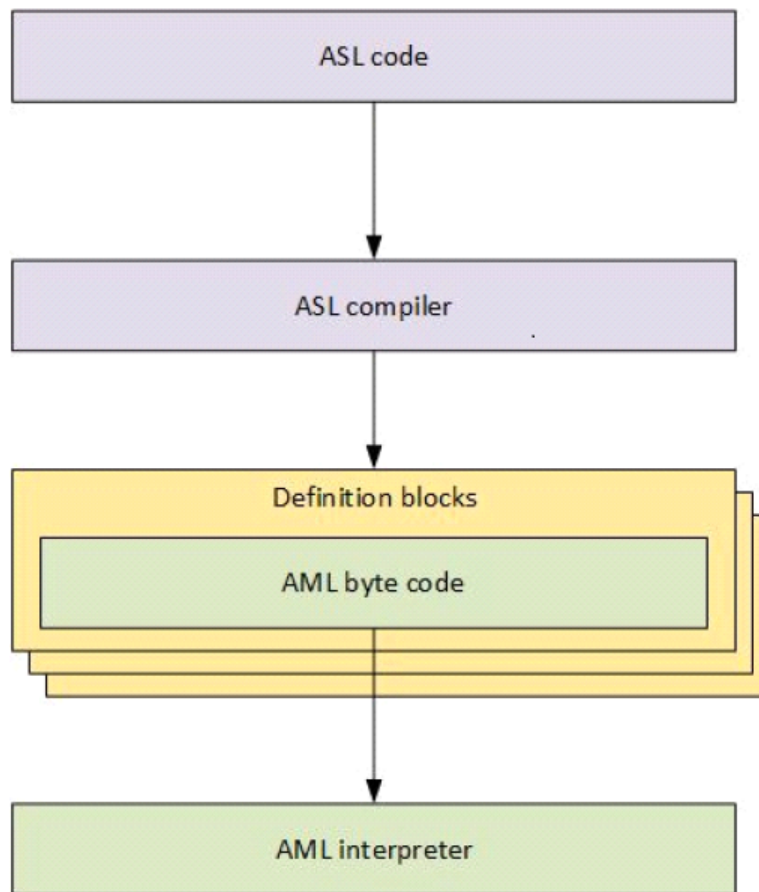 ASL code
ASL compiler
Definition blocks
AML byte code
AML interpreter